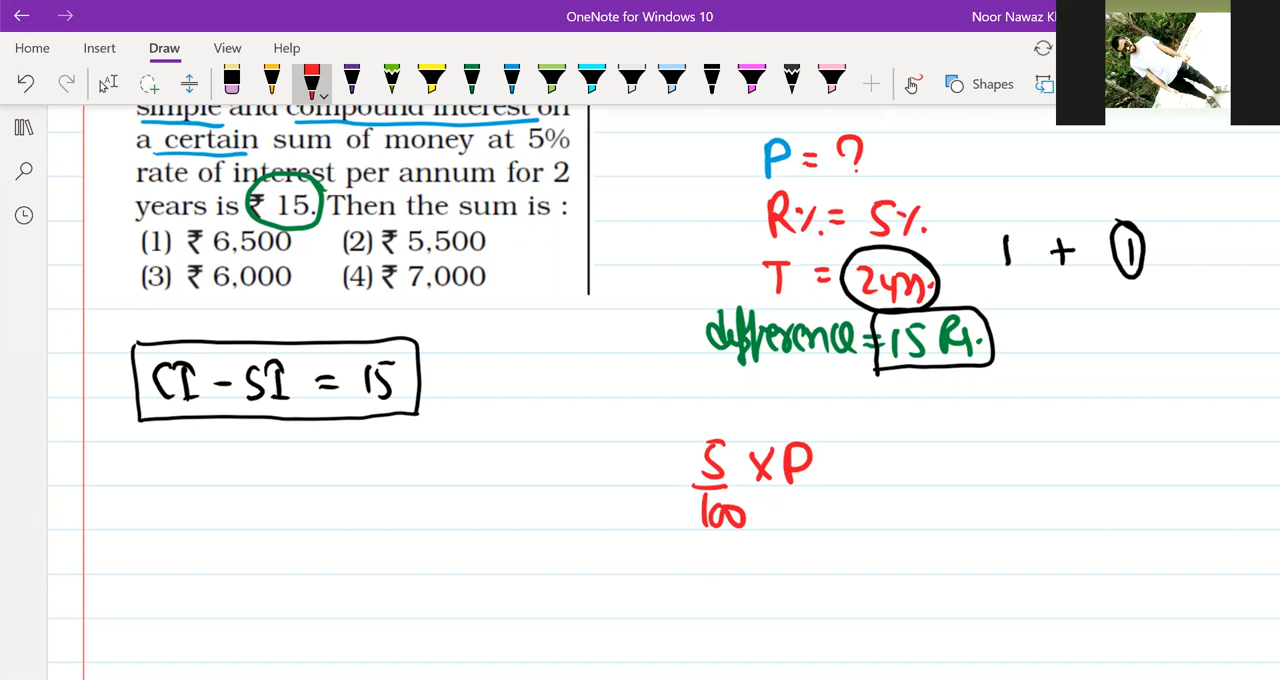 OneNote for Windows 10
Noor Nawaz Kh
Home Insert Draw View Help
Shapes
simple and compound interest on
a certain sum of money at 5%
rate of interest per annum for 2
years is ₹ 15. Then the sum is :
(1) ₹ 6,500 (2) ₹ 5,500
(3) ₹ 6,000 (4) ₹ 7,000
P = ?
R% = 5%
T = 2yrs.
1 + 1
difference = 15 Rs.
CI - SI = 15
5/100 × P